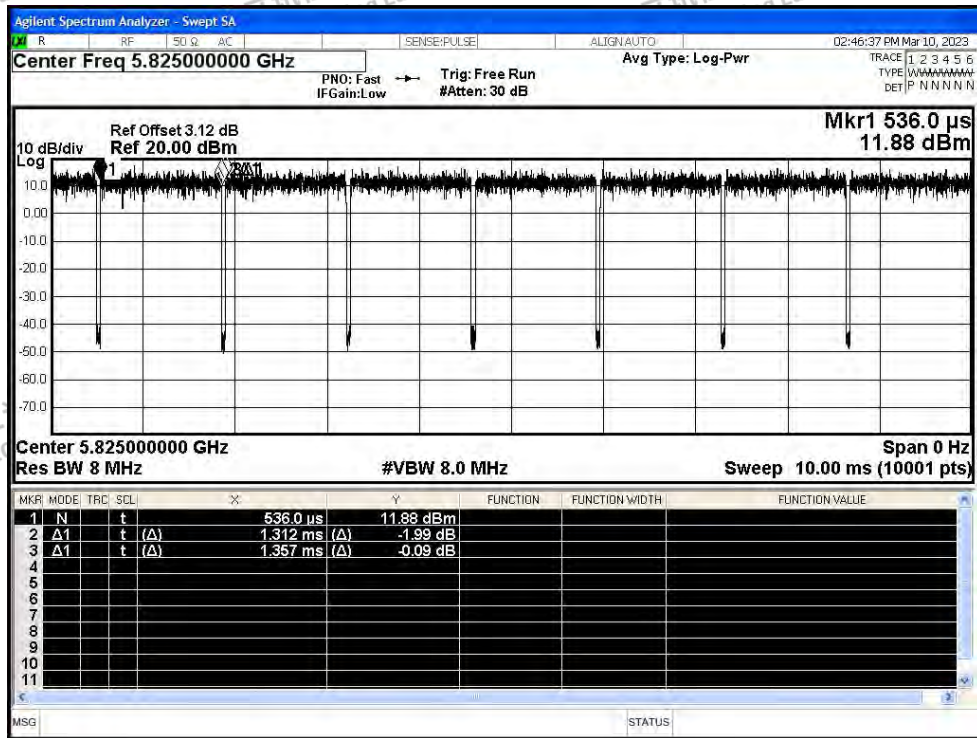 Agilent Spectrum Analyzer - Swept SA
LXI R RF 50 Ω AC SENSE:PULSE ALIGNAUTO 02:46:37 PM Mar 10, 2023
Center Freq 5.825000000 GHz
Avg Type: Log-Pwr
TRACE 1 2 3 4 5 6
TYPE WWWWWW
DET P N N N N N
PNO: Fast
IFGain:Low
Trig: Free Run
#Atten: 30 dB
Mkr1 536.0 µs
11.88 dBm
Ref Offset 3.12 dB
10 dB/div Ref 20.00 dBm
Log
1
10.0
0.00
-10.0
-20.0
-30.0
-40.0
-50.0
-60.0
-70.0
Center 5.825000000 GHz Span 0 Hz
Res BW 8 MHz #VBW 8.0 MHz Sweep 10.00 ms (10001 pts)
MKR MODE TRC SCL X Y FUNCTION FUNCTION WIDTH FUNCTION VALUE
1 N t 536.0 µs 11.88 dBm
2 Δ1 t (Δ) 1.312 ms (Δ) -1.99 dB
3 Δ1 t (Δ) 1.357 ms (Δ) -0.09 dB
4
5
6
7
8
9
10
11
MSG STATUS